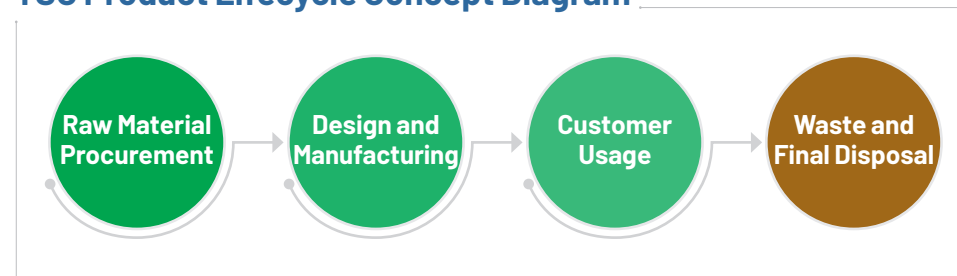 Product Lifecycle Concept Diagram
Raw Material
Procurement
Design and
Manufacturing
Customer
Usage
Waste and
Final Disposal